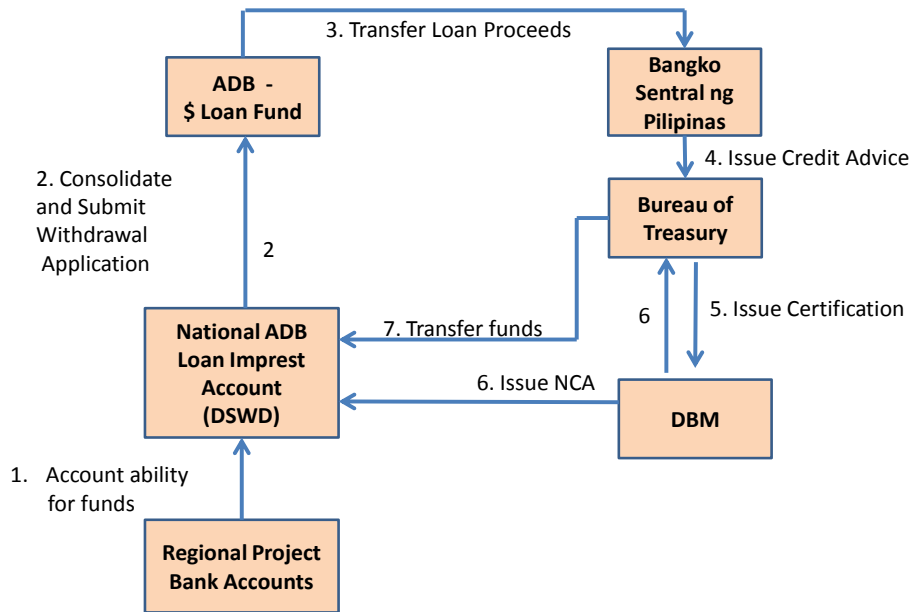 3. Transfer Loan Proceeds
ADB -
$ Loan Fund
Bangko
Sentral ng
Pilipinas
4. Issue Credit Advice
2. Consolidate
and Submit
Withdrawal
Application
2
Bureau of
Treasury
6
5. Issue Certification
National ADB
Loan Imprest
Account
(DSWD)
7. Transfer funds
6. Issue NCA
DBM
1. Account ability
for funds
Regional Project
Bank Accounts